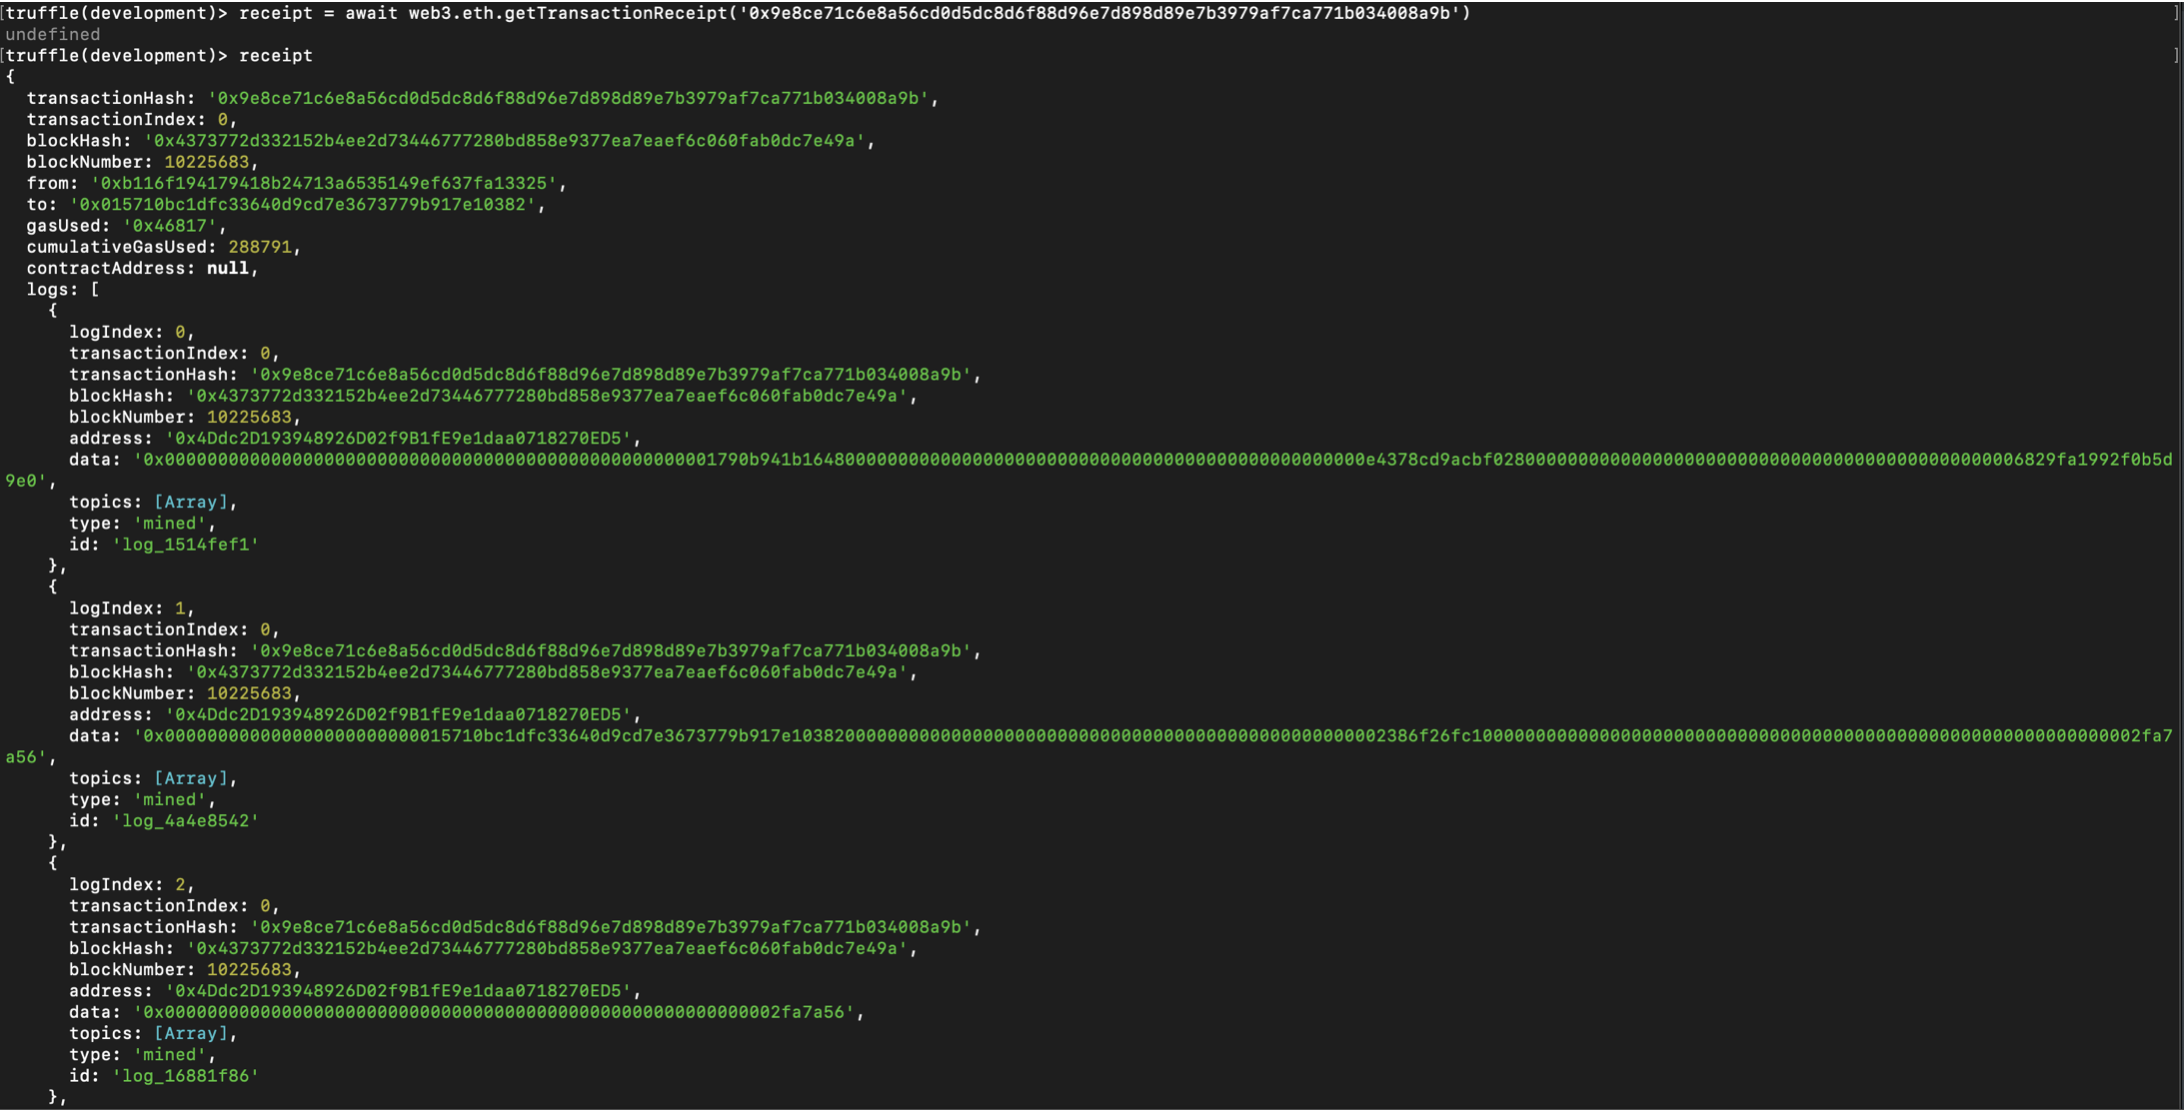 [truffle(development)> receipt = await web3.eth.getTransactionReceipt('0x9e8ce71c6e8a56cd0d5dc8d6f88d96e7d898d89e7b3979af7ca771b034008a9b') ]
undefined
[truffle(development)> receipt ]
{
transactionHash: '0x9e8ce71c6e8a56cd0d5dc8d6f88d96e7d898d89e7b3979af7ca771b034008a9b',
transactionIndex: 0,
blockHash: '0x4373772d332152b4ee2d73446777280bd858e9377ea7eaef6c060fab0dc7e49a',
blockNumber: 10225683,
from: '0xb116f194179418b24713a6535149ef637fa13325',
to: '0x015710bc1dfc33640d9cd7e3673779b917e10382',
gasUsed: '0x46817',
cumulativeGasUsed: 288791,
contractAddress: null,
logs: [
{
logIndex: 0,
transactionIndex: 0,
transactionHash: '0x9e8ce71c6e8a56cd0d5dc8d6f88d96e7d898d89e7b3979af7ca771b034008a9b',
blockHash: '0x4373772d332152b4ee2d73446777280bd858e9377ea7eaef6c060fab0dc7e49a',
blockNumber: 10225683,
address: '0x4Ddc2D193948926D02f9B1fE9e1daa0718270ED5',
data: '0x000000000000000000000000000000000000000000000000001790b941b1648000000000000000000000000000000000000000000000000e4378cd9acbf028000000000000000000000000000000000000000000000006829fa1992f0b5d
9e0',
topics: [Array],
type: 'mined',
id: 'log_1514fef1'
},
{
logIndex: 1,
transactionIndex: 0,
transactionHash: '0x9e8ce71c6e8a56cd0d5dc8d6f88d96e7d898d89e7b3979af7ca771b034008a9b',
blockHash: '0x4373772d332152b4ee2d73446777280bd858e9377ea7eaef6c060fab0dc7e49a',
blockNumber: 10225683,
address: '0x4Ddc2D193948926D02f9B1fE9e1daa0718270ED5',
data: '0x000000000000000000000000015710bc1dfc33640d9cd7e3673779b917e10382000000000000000000000000000000000000000000000000002386f26fc100000000000000000000000000000000000000000000000000000000000002fa7
a56',
topics: [Array],
type: 'mined',
id: 'log_4a4e8542'
},
{
logIndex: 2,
transactionIndex: 0,
transactionHash: '0x9e8ce71c6e8a56cd0d5dc8d6f88d96e7d898d89e7b3979af7ca771b034008a9b',
blockHash: '0x4373772d332152b4ee2d73446777280bd858e9377ea7eaef6c060fab0dc7e49a',
blockNumber: 10225683,
address: '0x4Ddc2D193948926D02f9B1fE9e1daa0718270ED5',
data: '0x0000000000000000000000000000000000000000000000000000000002fa7a56',
topics: [Array],
type: 'mined',
id: 'log_16881f86'
},